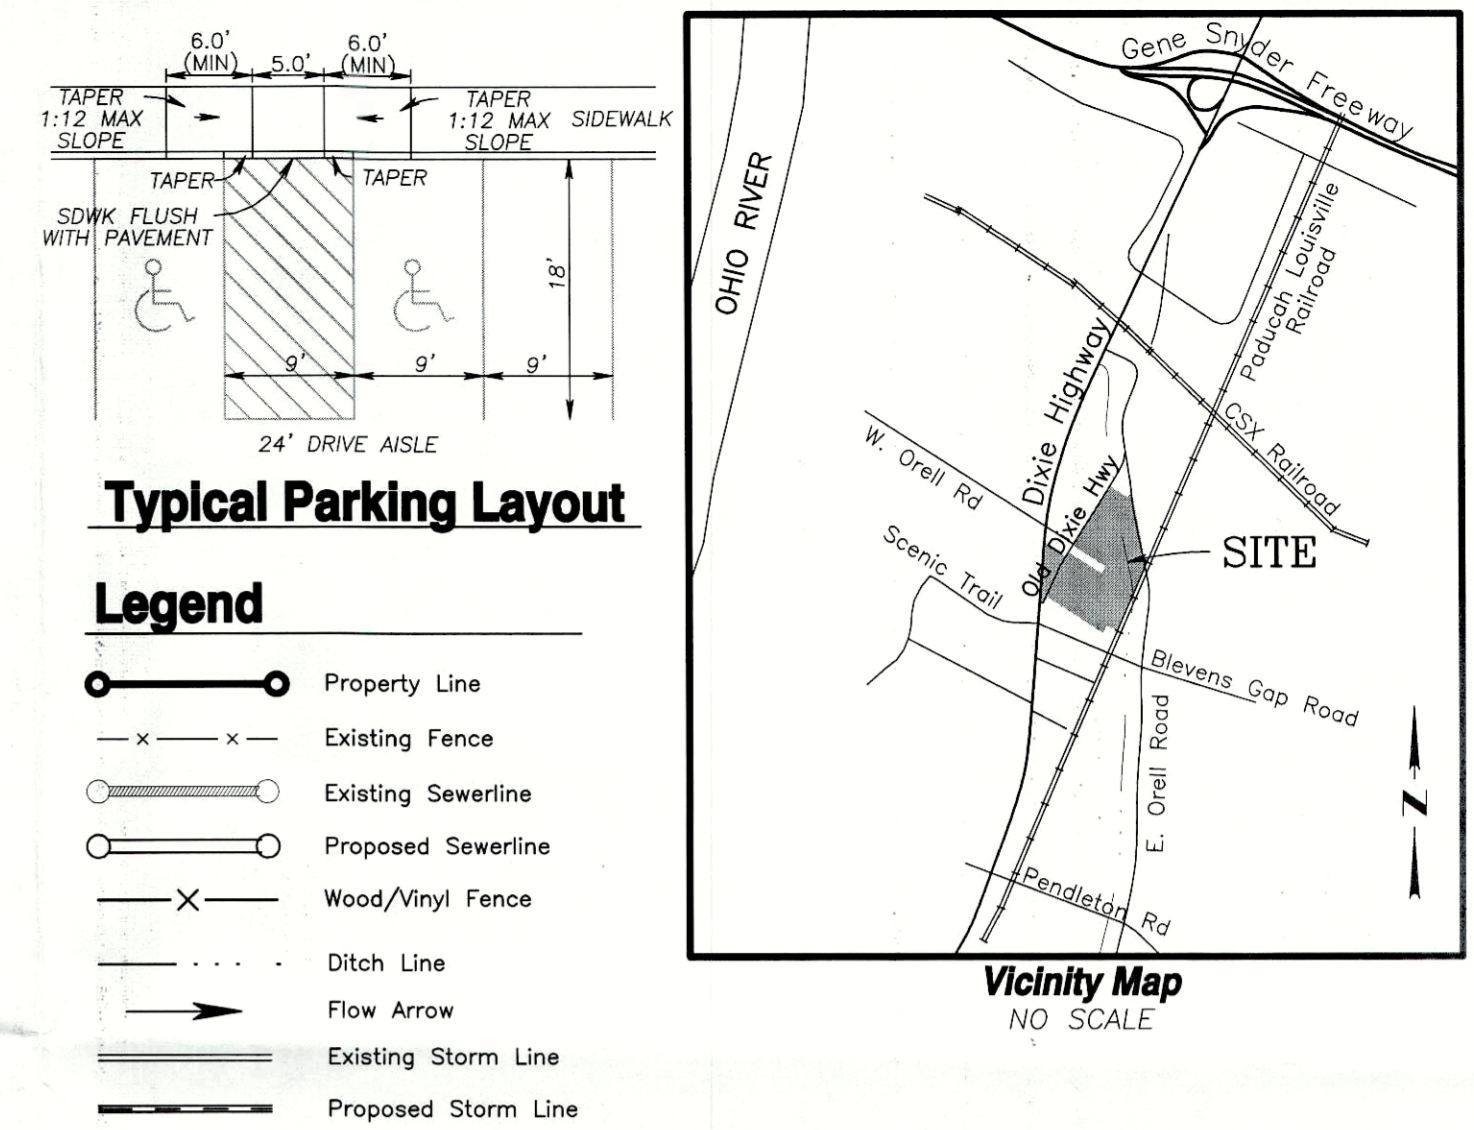 6.0'
(MIN)
5.0'
6.0'
(MIN)
TAPER
1:12 MAX
SLOPE
TAPER
1:12 MAX
SLOPE
SIDEWALK
TAPER
TAPER
SDWK FLUSH
WITH PAVEMENT
18'
9'
9'
9'
24' DRIVE AISLE
Typical Parking Layout
Legend
Property Line
Existing Fence
Existing Sewerline
Proposed Sewerline
Wood/Vinyl Fence
Ditch Line
Flow Arrow
Existing Storm Line
Proposed Storm Line
Gene Snyder Freeway
OHIO RIVER
Paducah Louisville
Railroad
Dixie Highway
CSX Railroad
W. Orell Rd
Old Dixie Hwy
SITE
Scenic Trail
Blevens Gap Road
E. Orell Road
N
Pendleton Rd
Vicinity Map
NO SCALE